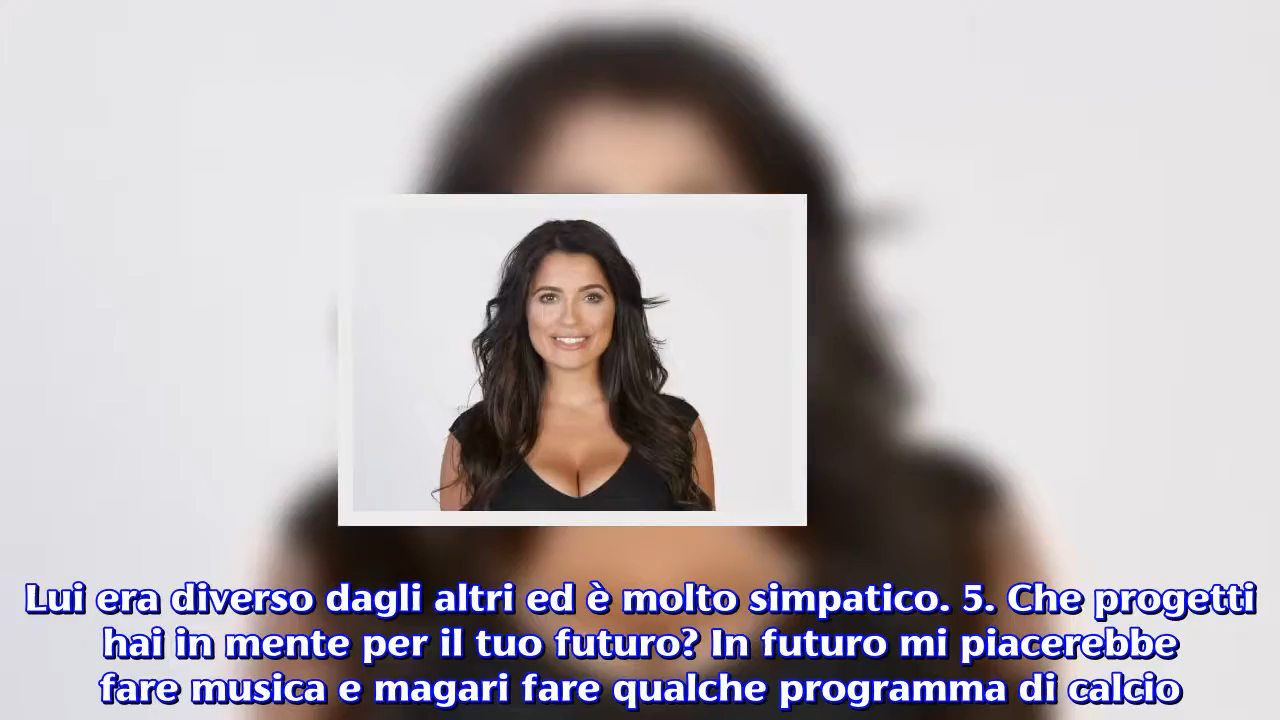 Lui era diverso dagli altri ed è molto simpatico. 5. Che progetti
hai in mente per il tuo futuro? In futuro mi piacerebbe
fare musica e magari fare qualche programma di calcio